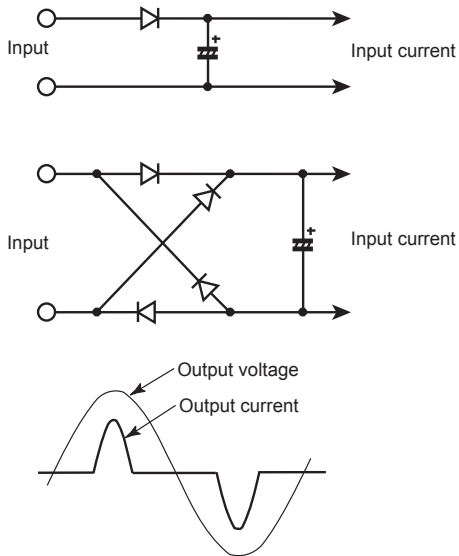 +
Input
Input current
+
Input
Input current
Output voltage
Output current